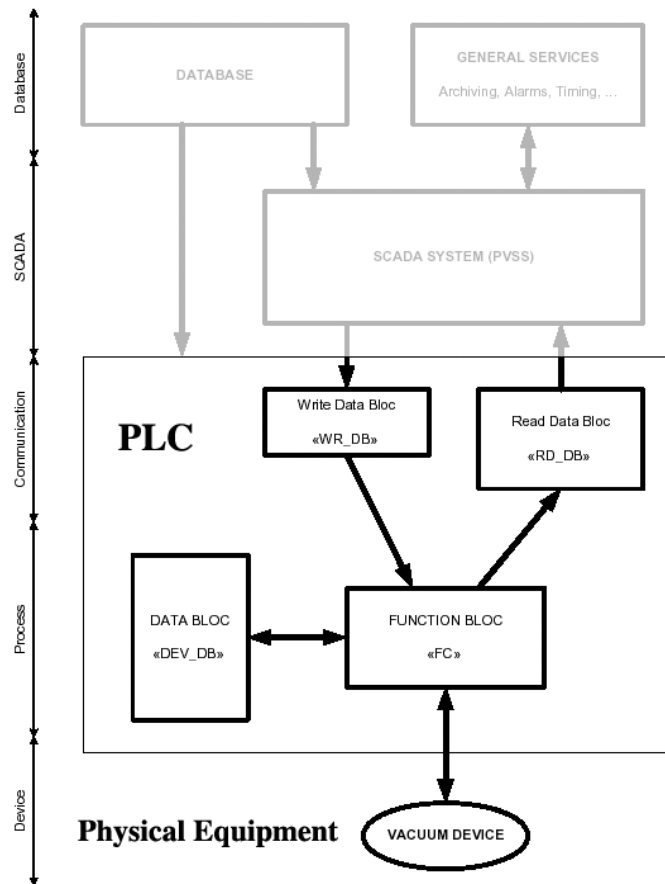 Database
DATABASE
GENERAL SERVICES
Archiving, Alarms, Timing, ...
SCADA
SCADA SYSTEM (PVSS)
Communication
PLC
Write Data Bloc
«WR_DB»
Read Data Bloc
«RD_DB»
Process
DATA BLOC
«DEV_DB»
FUNCTION BLOC
«FC»
Device
Physical Equipment
VACUUM DEVICE